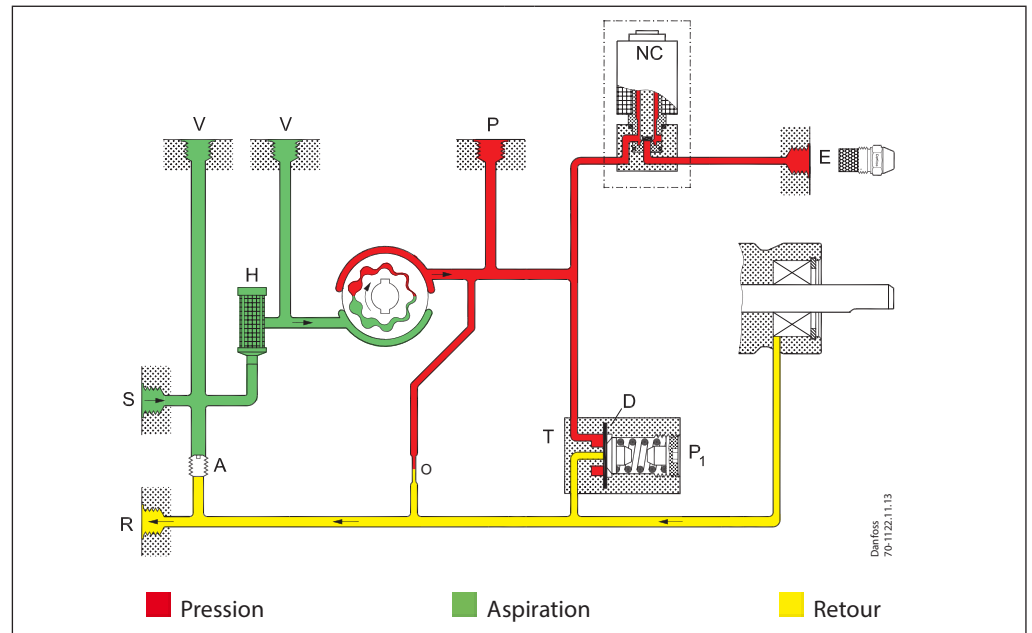 NC
V
V
P
E
H
S
D
T
P1
A
O
R
Danfoss
70-1122.11.13
Pression
Aspiration
Retour